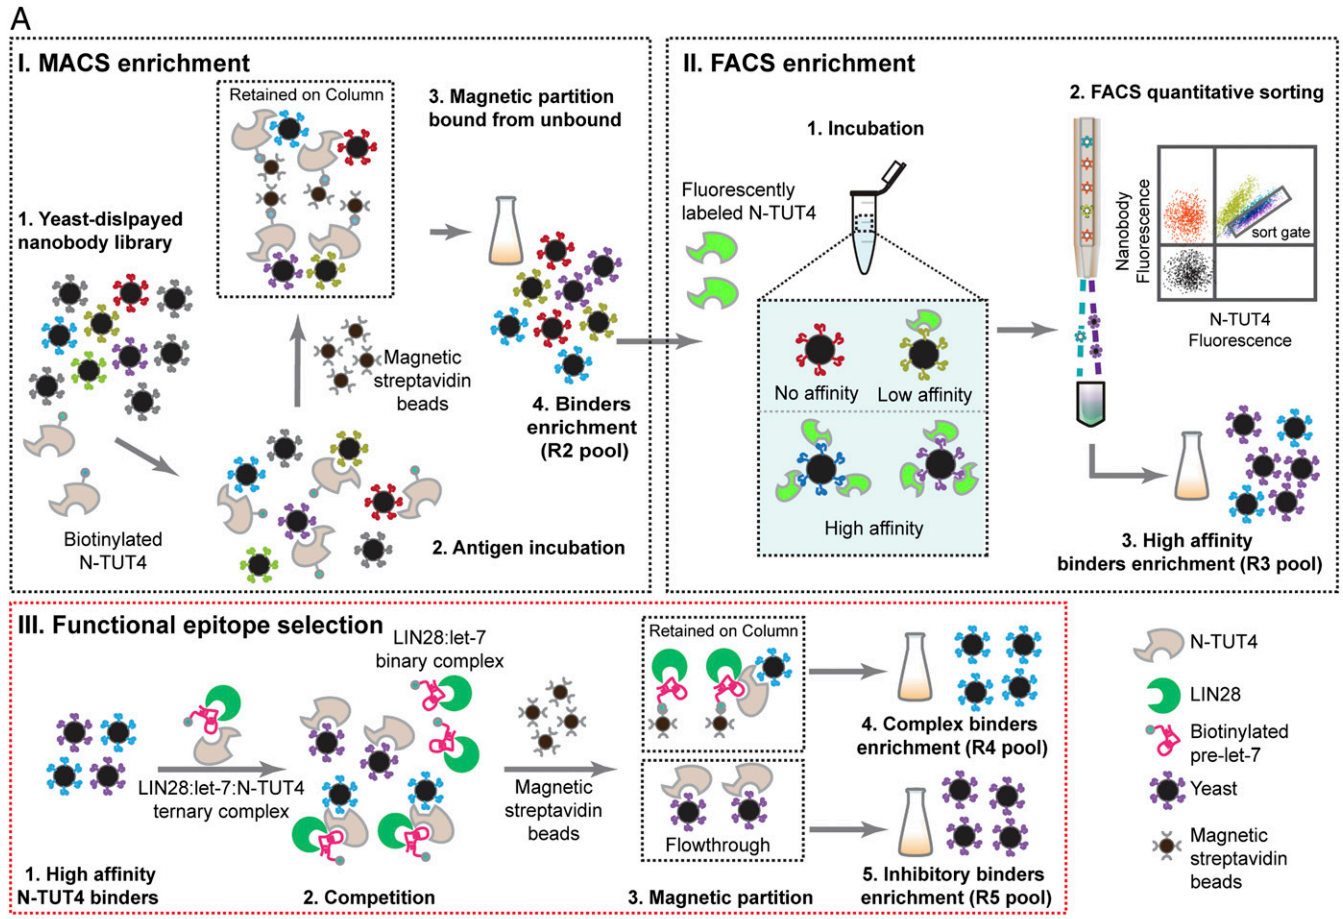 A
I. MACS enrichment
Retained on Column
3. Magnetic partition
bound from unbound
1. Yeast-dislpayed
nanobody library
Magnetic
streptavidin
beads
4. Binders
enrichment
(R2 pool)
Biotinylated
N-TUT4
2. Antigen incubation
II. FACS enrichment
1. Incubation
Fluorescently
labeled N-TUT4
No affinity
Low affinity
High affinity
2. FACS quantitative sorting
Nanobody
Fluorescence
sort gate
N-TUT4
Fluorescence
3. High affinity
binders enrichment (R3 pool)
III. Functional epitope selection
LIN28:let-7
binary complex
LIN28:let-7:N-TUT4
ternary complex
Magnetic
streptavidin
beads
Retained on Column
Flowthrough
4. Complex binders
enrichment (R4 pool)
1. High affinity
N-TUT4 binders
2. Competition
3. Magnetic partition
5. Inhibitory binders
enrichment (R5 pool)
N-TUT4
LIN28
Biotinylated
pre-let-7
Yeast
Magnetic
streptavidin
beads